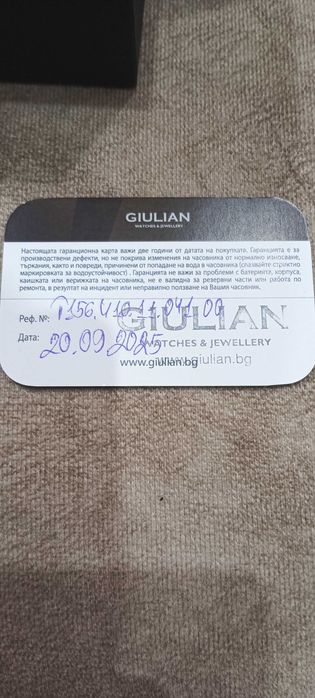 GIULIAN
WATCHES & JEWELLERY
Настоящата гаранционна карта важи две години от датата на покупката. Гаранцията е за
производствени дефекти, но не покрива изменения на часовника от нормално износване,
търкания, както и повреди, причинени от попадане на вода в часовника (спазвайте стриктно
маркировката за водоустойчивост) . Гаранцията не важи за проблеми с батерията, корпуса,
каишката или верижката на часовника, не е валидна за резервни части или работа по
ремонта, в резултат на инцидент или неправилно ползване на Вашия часовник.
Реф. №: T156.410.11.041.00
GIULIAN
Дата: 20.09.2025
WATCHES & JEWELLERY
www.giulian.bg
www.giulian.bg